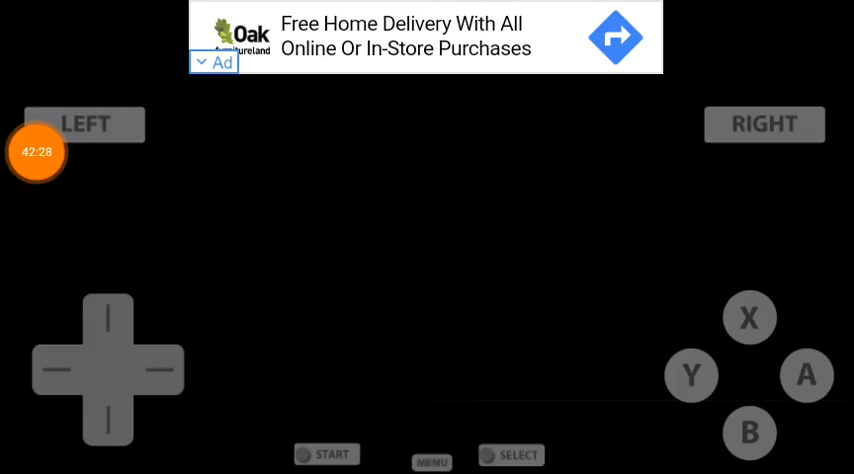 Oak
furnitureland
Free Home Delivery With All
Online Or In-Store Purchases
Ad
LEFT
RIGHT
42:28
X
Y
A
B
START
MENU
SELECT